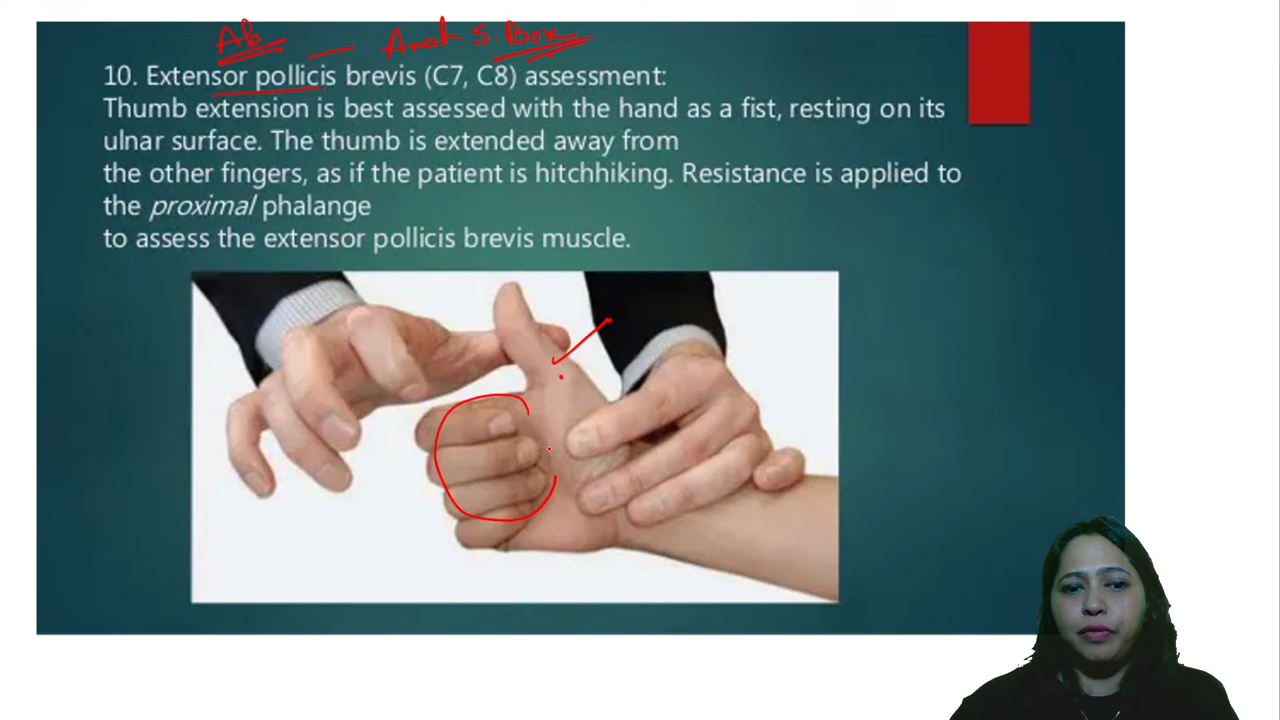 Ab — Anat. S. Box
10. Extensor pollicis brevis (C7, C8) assessment:
Thumb extension is best assessed with the hand as a fist, resting on its
ulnar surface. The thumb is extended away from
the other fingers, as if the patient is hitchhiking. Resistance is applied to
the proximal phalange
to assess the extensor pollicis brevis muscle.